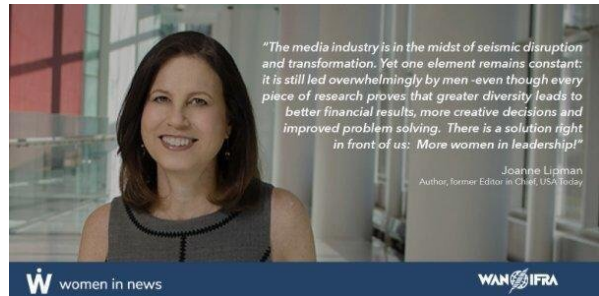 "The media industry is in the midst of seismic disruption
and transformation. Yet one element remains constant:
it is still led overwhelmingly by men -even though every
piece of research proves that greater diversity leads to
better financial results, more creative decisions and
improved problem solving. There is a solution right
in front of us: More women in leadership!"
Joanne Lipman
Author, former Editor in Chief, USA Today
W women in news
WAN IFRA